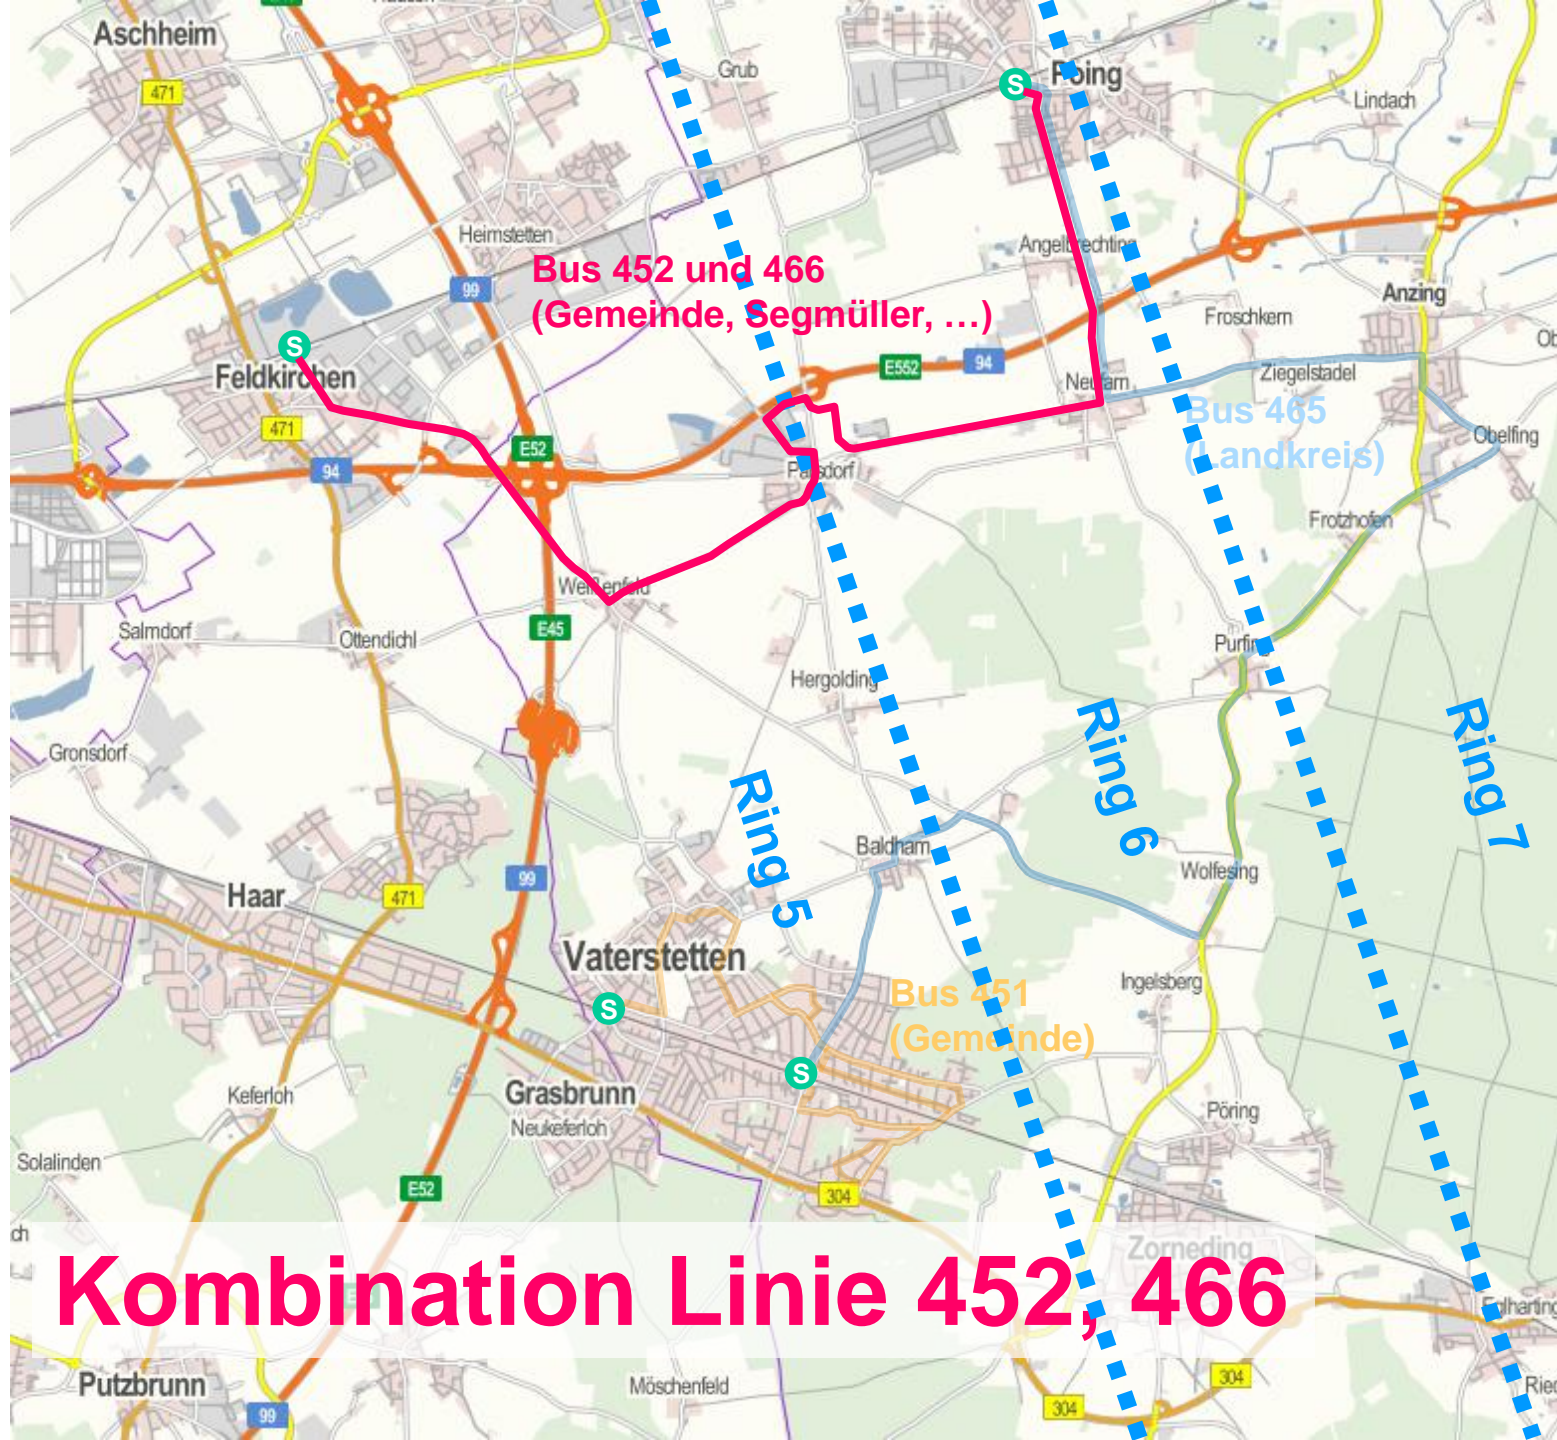 Aschheim
Grub
Poing
S
471
Lindach
Heimstetten
Angelbrechting
Bus 452 und 466
(Gemeinde, Segmüller, …)
99
Anzing
Froschkern
S
Feldkirchen
E552
94
Neufarn
Ziegelstadel
Bus 465
(Landkreis)
471
E52
94
Parsdorf
Obelfing
Frotzhofen
Weißenfeld
E45
Salmdorf
Ottendichl
Purfing
Hergolding
Ring 6
Ring 7
Gronsdorf
Ring 5
Baldham
Wolfesing
99
Haar
471
Vaterstetten
Ingelsberg
Bus 451
(Gemeinde)
S
S
Keferloh
Grasbrunn
Neukeferloh
Pöring
Solalinden
E52
304
ch
Zorneding
Kombination Linie 452, 466
Eglharting
Putzbrunn
Möschenfeld
304
99
304